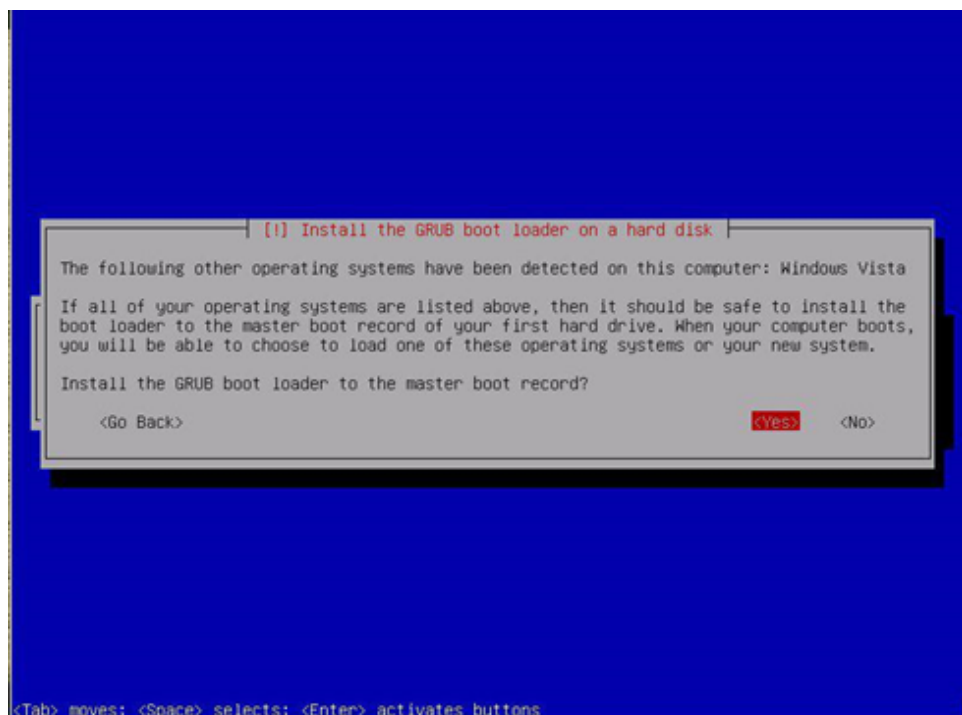 [!] Install the GRUB boot loader on a hard disk
The following other operating systems have been detected on this computer: Windows Vista
If all of your operating systems are listed above, then it should be safe to install the
boot loader to the master boot record of your first hard drive. When your computer boots,
you will be able to choose to load one of these operating systems or your new system.
Install the GRUB boot loader to the master boot record?
<Go Back> <Yes> <No>
<Tab> moves; <Space> selects; <Enter> activates buttons